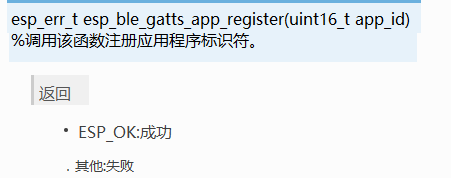 esp_err_t esp_ble_gatts_app_register(uint16_t app_id)
%调用该函数注册应用程序标识符。
返回
• ESP_OK:成功
. 其他:失败